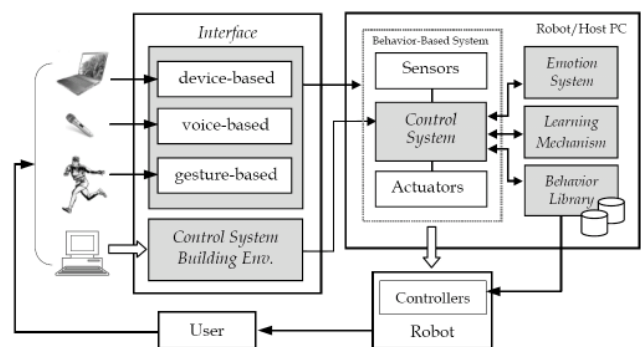 Interface
device-based
voice-based
gesture-based
Control System
Building Env.
Robot/Host PC
Behavior-Based System
Sensors
Control
System
Actuators
Emotion
System
Learning
Mechanism
Behavior
Library
Controllers
Robot
User